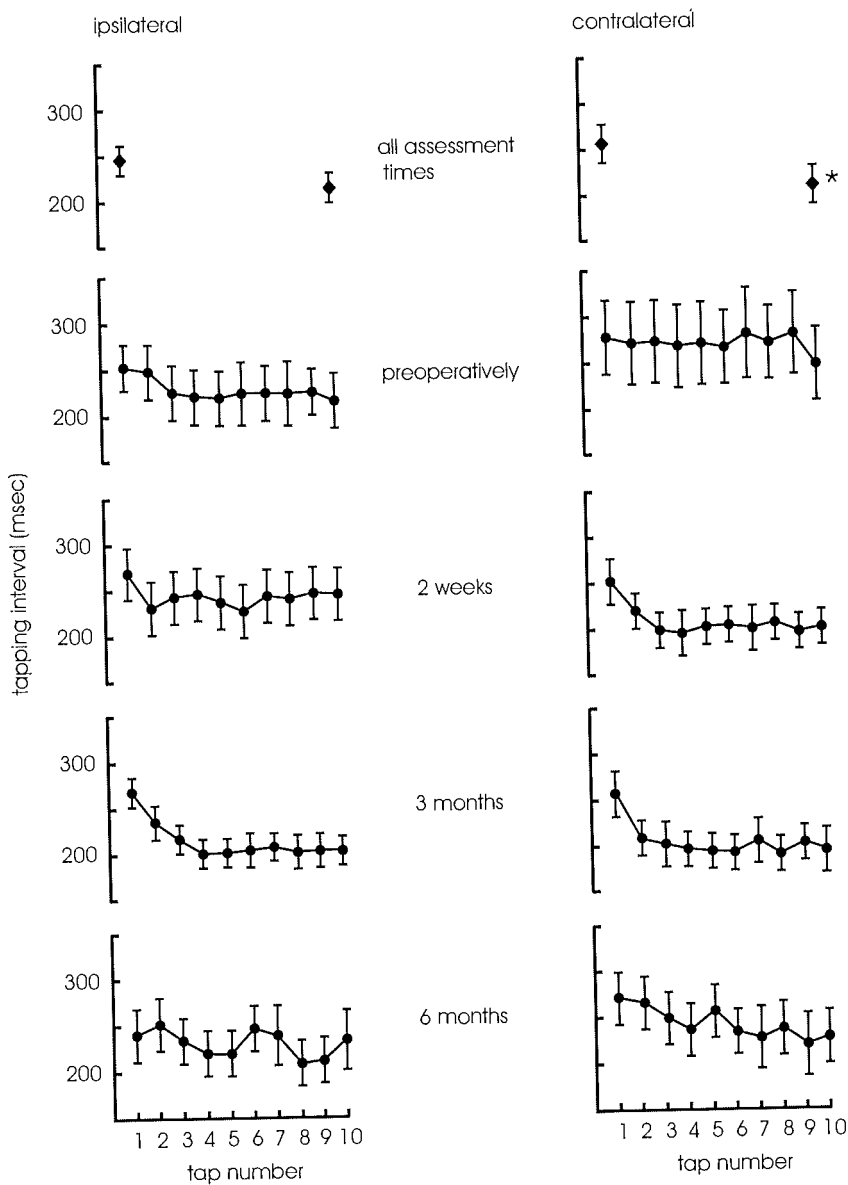 ipsilateral
contralateral
300
200
all assessment
times
*
300
200
preoperatively
tapping interval (msec)
300
200
2 weeks
300
200
3 months
300
200
6 months
1 2 3 4 5 6 7 8 9 10
tap number
1 2 3 4 5 6 7 8 9 10
tap number